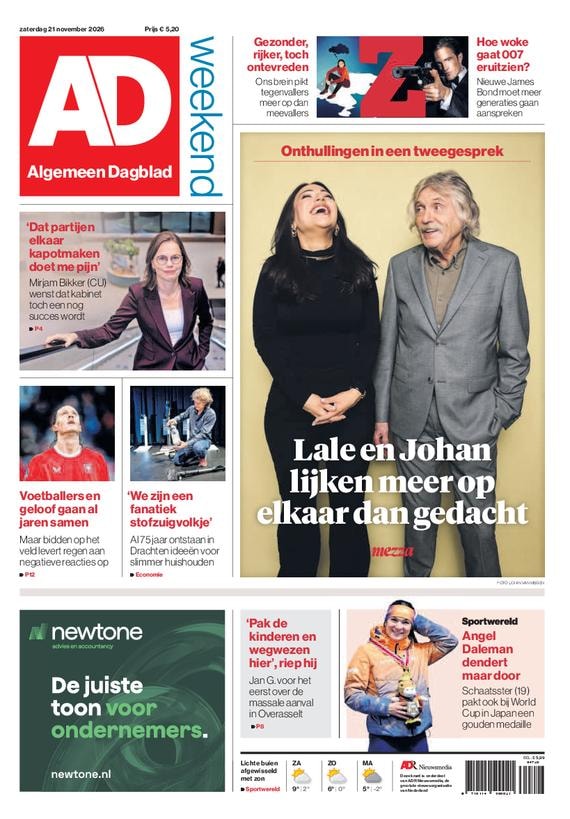 zaterdag 21 november 2026
Prijs € 5,20
AD
Algemeen Dagblad
weekend
Gezonder,
rijker, toch
ontevreden
Ons brein pikt
tegenvallers
meer op dan
meevallers
Z
Hoe woke
gaat 007
eruitzien?
Nieuwe James
Bond moet meer
generaties gaan
aanspreken
Onthullingen in een tweegesprek
Lale en Johan
lijken meer op
elkaar dan gedacht
mezza
‘Dat partijen
elkaar
kapotmaken
doet me pijn’
Mirjam Bikker (CU)
wenst dat kabinet
toch een nog
succes wordt
P4
Voetballers en
geloof gaan al
jaren samen
Maar bidden op het
veld levert regen aan
negatieve reacties op
P12
‘We zijn een
fanatiek
stofzuigvolkje’
Al 75 jaar ontstaan in
Drachten ideeën voor
slimmer huishouden
Economie
newtone
advies en accountancy
De juiste
toon voor
ondernemers.
newtone.nl
‘Pak de
kinderen en
wegwezen
hier’, riep hij
Jan G. voor het
eerst over de
massale aanval
in Overasselt
P8
Sportwereld
Angel
Daleman
dendert
maar door
Schaatsster (19)
pakt ook bij World
Cup in Japan een
gouden medaille
Lichte buien
afgewisseld
met zon
Sportwereld
ZA
9° 2°
ZO
6° 0°
MA
5° -2°
ADR Nieuwsmedia